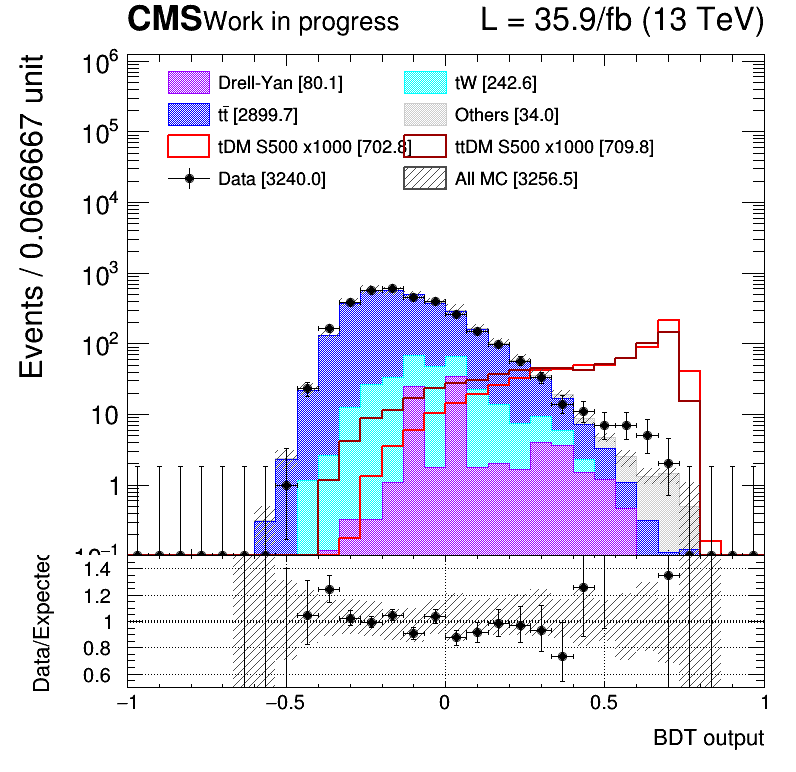 CMS Work in progress L = 35.9/fb (13 TeV)
Events / 0.0666667 unit
10⁶
10⁵
10⁴
10³
10²
10
1
10⁻¹
Drell-Yan [80.1]
tW [242.6]
tt̄ [2899.7]
Others [34.0]
tDM S500 x1000 [702.8]
ttDM S500 x1000 [709.8]
Data [3240.0]
All MC [3256.5]
Data/Expected
1.4
1.2
1
0.8
0.6
−1 −0.5 0 0.5 1
BDT output